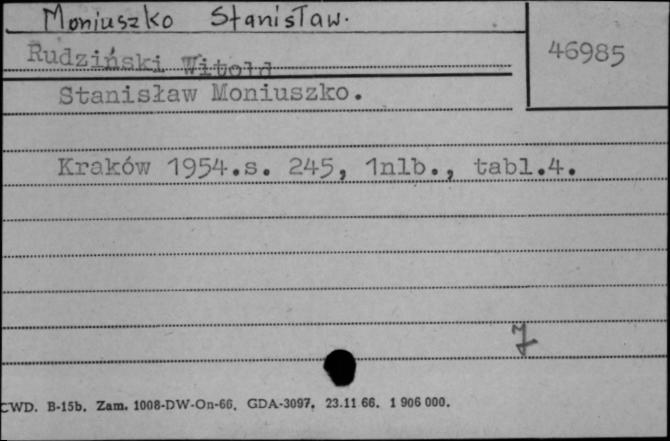 Moniuszko Stanisław.
46985
Rudziński Witold
Stanisław Moniuszko.
Kraków 1954.s. 245, 1nlb., tabl.4.
7
CWD. B-15b. Zam. 1008-DW-On-66. GDA-3097. 23.11 66. 1 906 000.